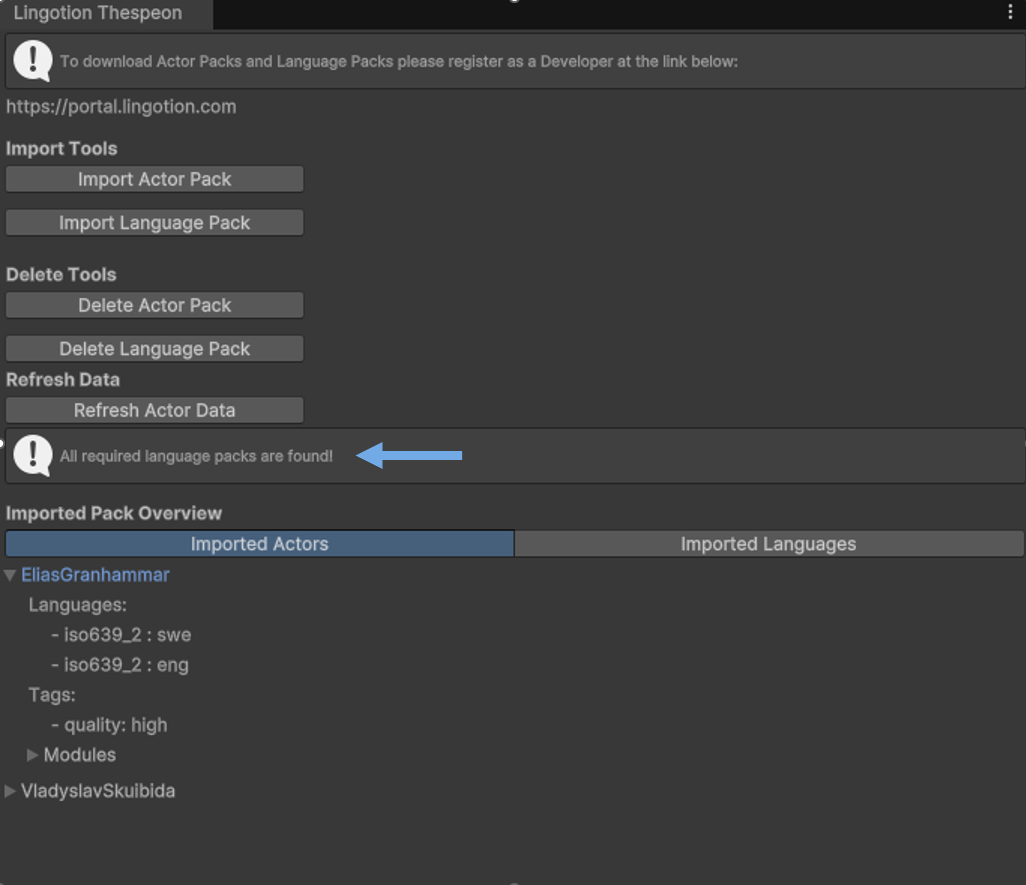 Lingotion Thespeon
To download Actor Packs and Language Packs please register as a Developer at the link below:
https://portal.lingotion.com
Import Tools
Import Actor Pack
Import Language Pack
Delete Tools
Delete Actor Pack
Delete Language Pack
Refresh Data
Refresh Actor Data
All required language packs are found!
Imported Pack Overview
Imported Actors
Imported Languages
EliasGranhammar
Languages:
- iso639_2 : swe
- iso639_2 : eng
Tags:
- quality: high
Modules
VladyslavSkuibida